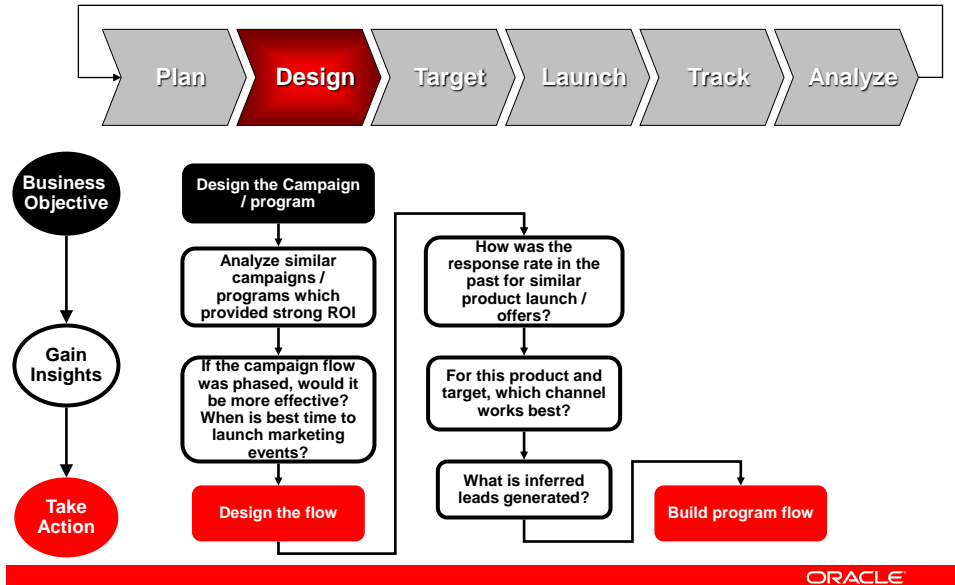 Plan
Design
Target
Launch
Track
Analyze
Business
Objective
Gain
Insights
Take
Action
Design the Campaign
/ program
Analyze similar
campaigns /
programs which
provided strong ROI
If the campaign flow
was phased, would it
be more effective?
When is best time to
launch marketing
events?
Design the flow
How was the
response rate in the
past for similar
product launch /
offers?
For this product and
target, which channel
works best?
What is inferred
leads generated?
Build program flow
ORACLE